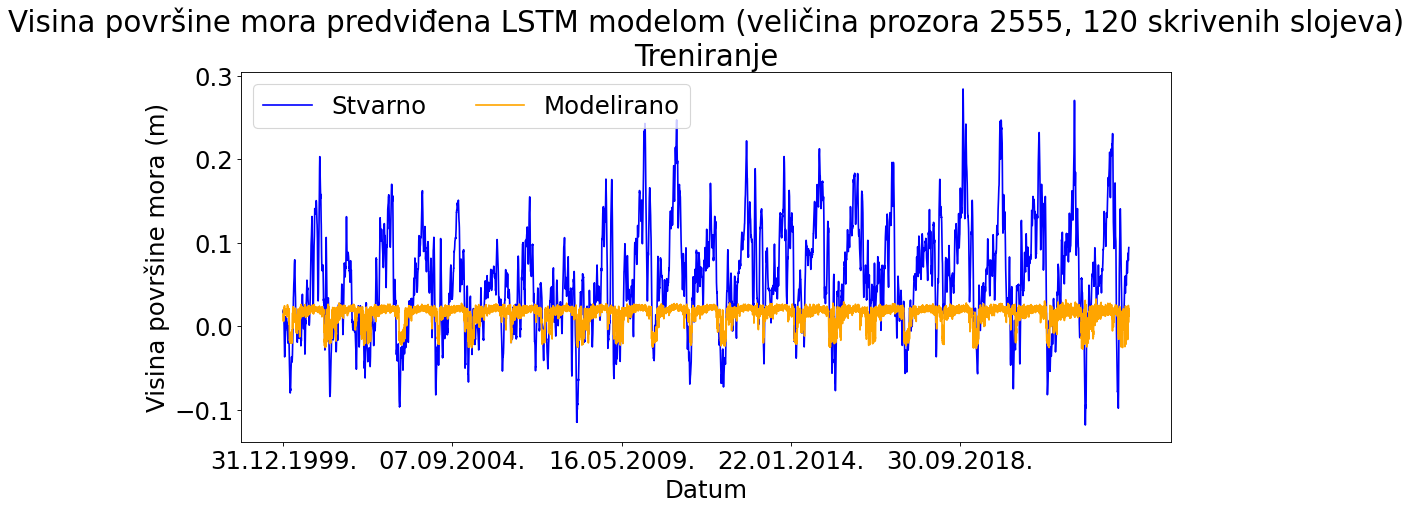 Visina površine mora predviđena LSTM modelom (veličina prozora 2555, 120 skrivenih slojeva)
Treniranje
Stvarno
Modelirano
Visina površine mora (m)
0.3
0.2
0.1
0.0
−0.1
31.12.1999.
07.09.2004.
16.05.2009.
22.01.2014.
30.09.2018.
Datum